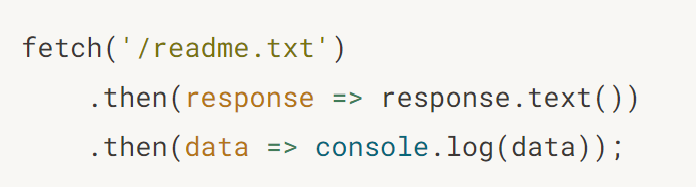 fetch('/readme.txt')
    .then(response => response.text())
    .then(data => console.log(data));